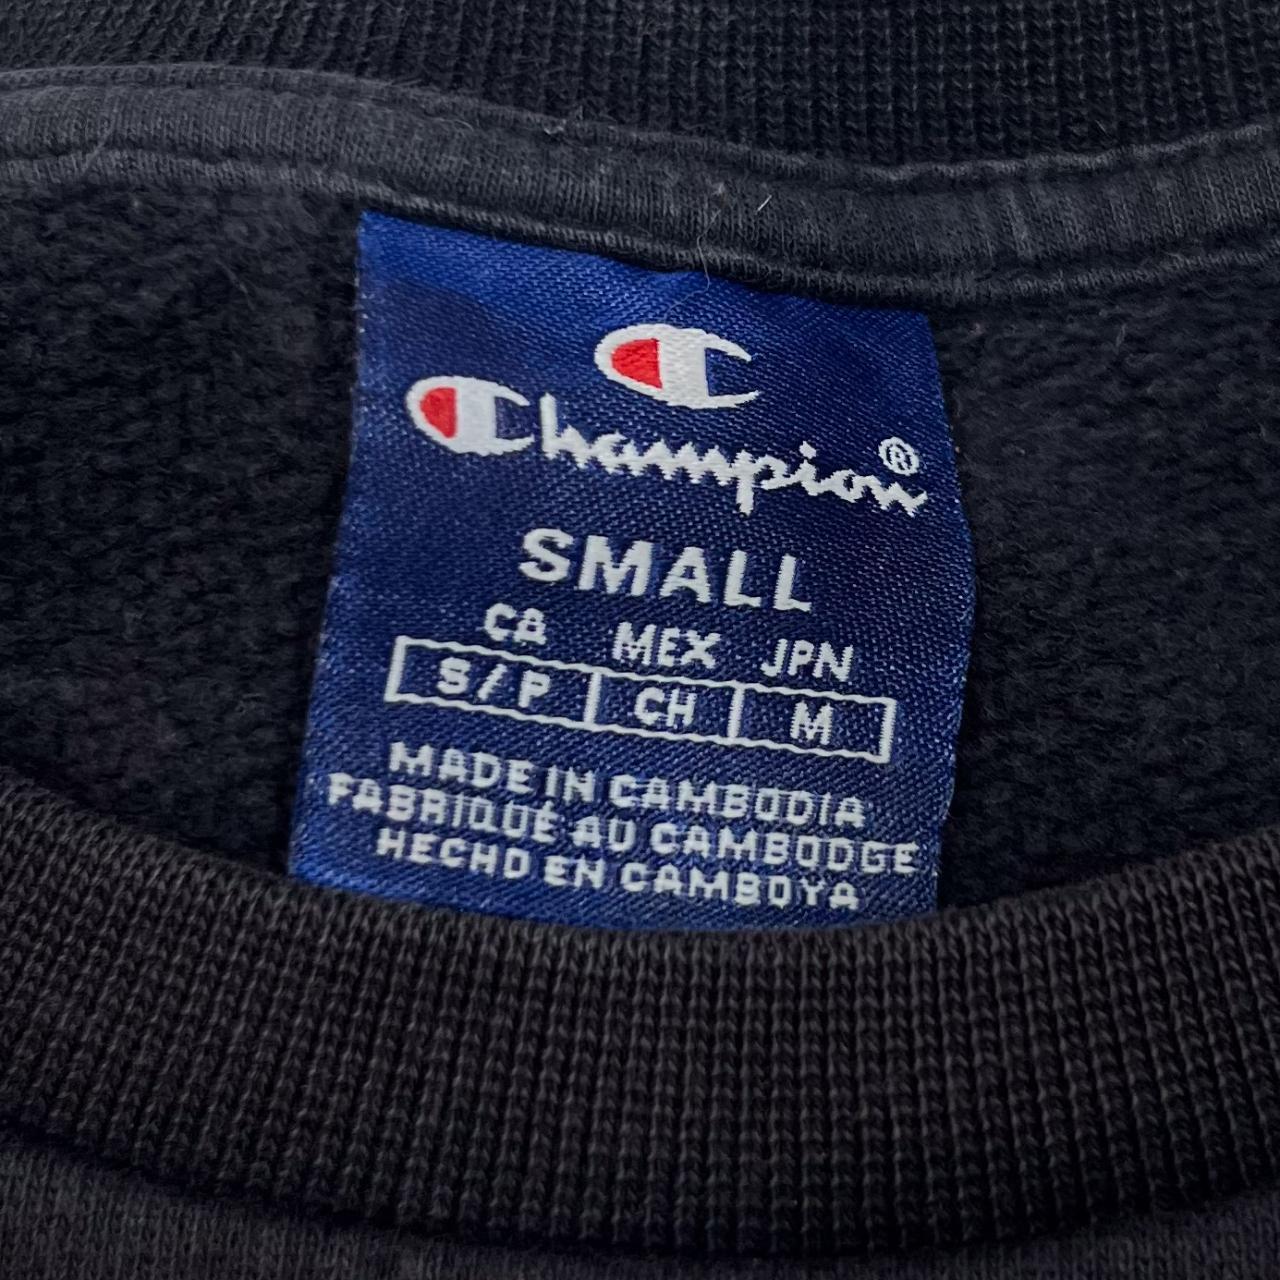 Champion®
SMALL
CA MEX JPN
S/P CH M
MADE IN CAMBODIA
FABRIQUÉ AU CAMBODGE
HECHO EN CAMBOYA